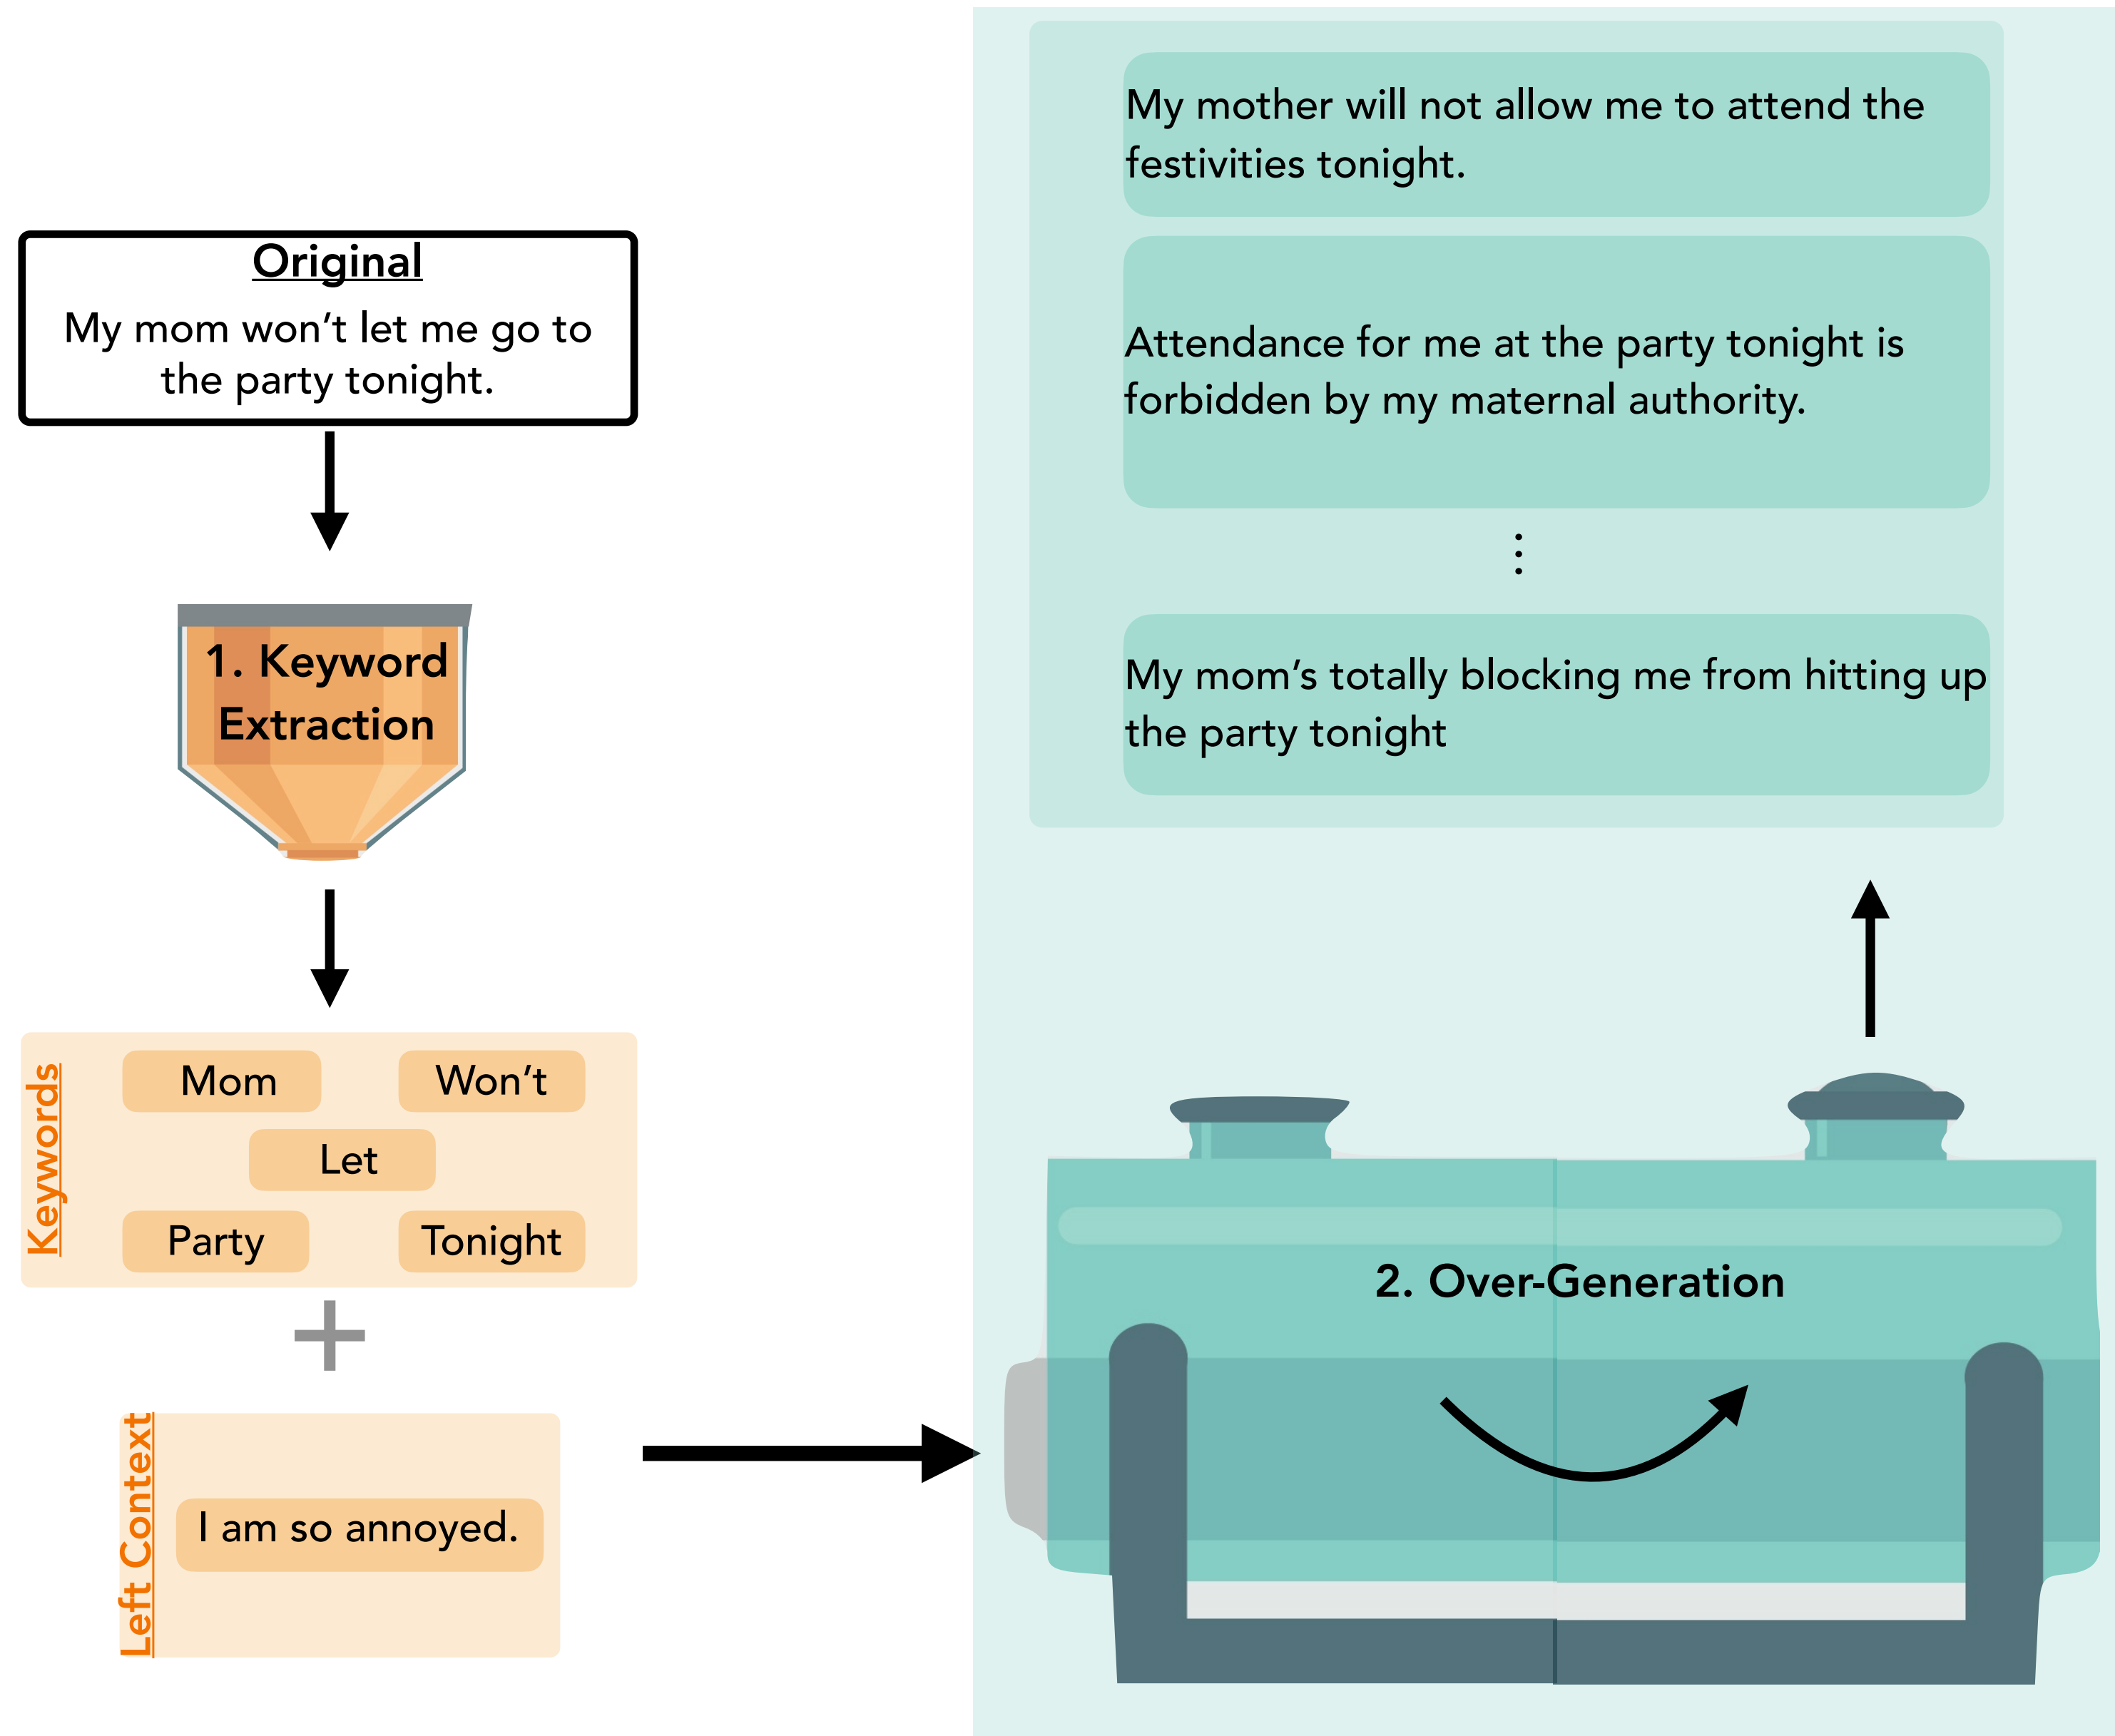 Original
My mom won’t let me go to
the party tonight.
1. Keyword
Extraction
Keywords
Mom
Won’t
Let
Party
Tonight
+
Left Context
I am so annoyed.
My mother will not allow me to attend the
festivities tonight.
Attendance for me at the party tonight is
forbidden by my maternal authority.
⋮
My mom’s totally blocking me from hitting up
the party tonight
2. Over-Generation